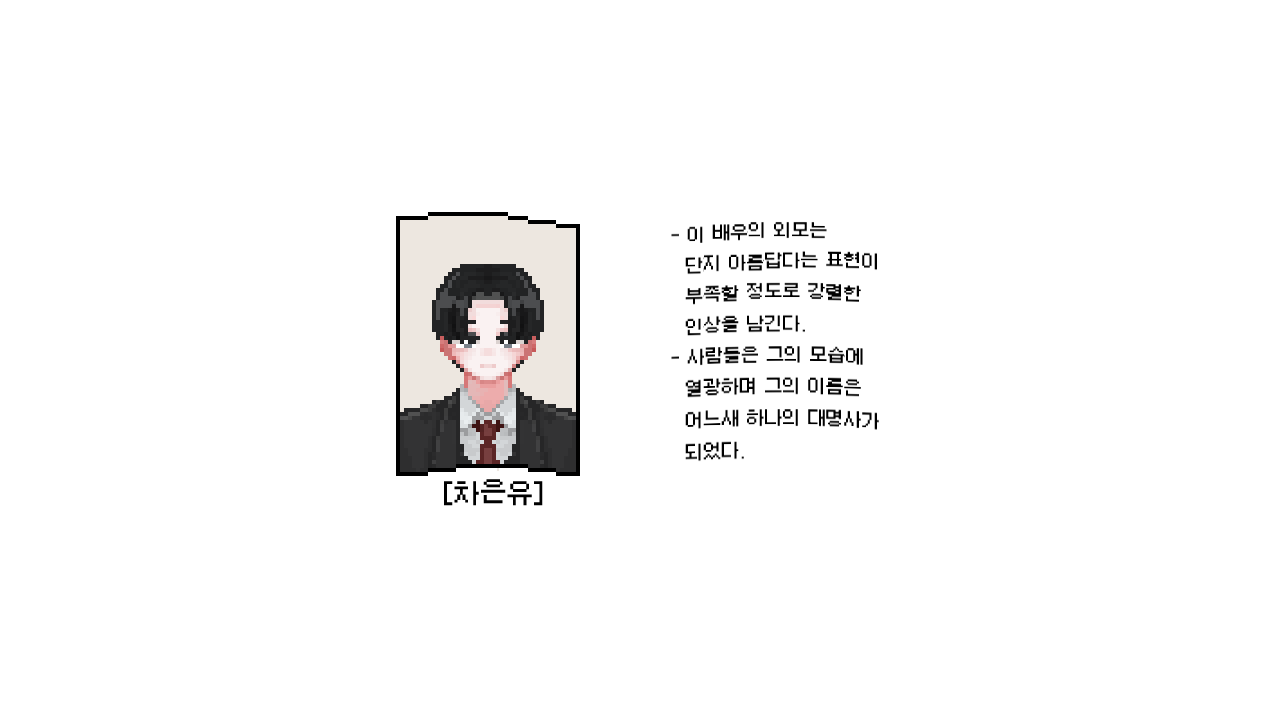 - 이 배우의 외모는
단지 아름답다는 표현이
부족할 정도로 강렬한
인상을 남긴다.
- 사람들은 그의 모습에
열광하며 그의 이름은
어느새 하나의 대명사가
되었다.
[차은유]